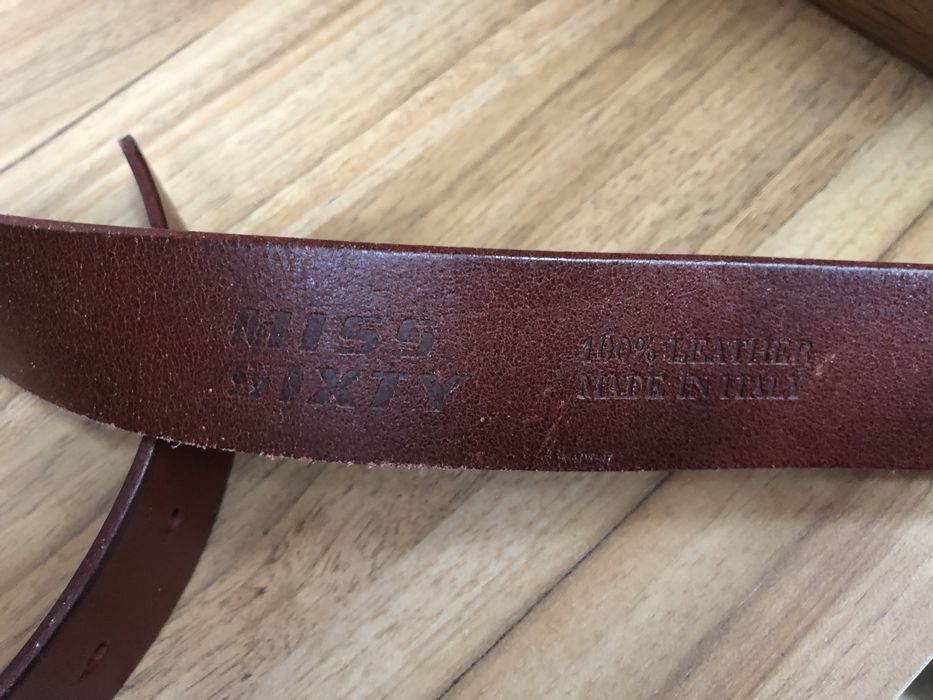 MISS
SIXTY
100% LEATHER
MADE IN ITALY